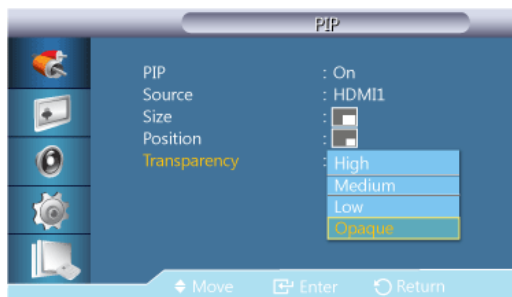 PIP
PIP : On
Source : HDMI1
Size :
Position :
Transparency :
High
Medium
Low
Opaque
Move Enter Return